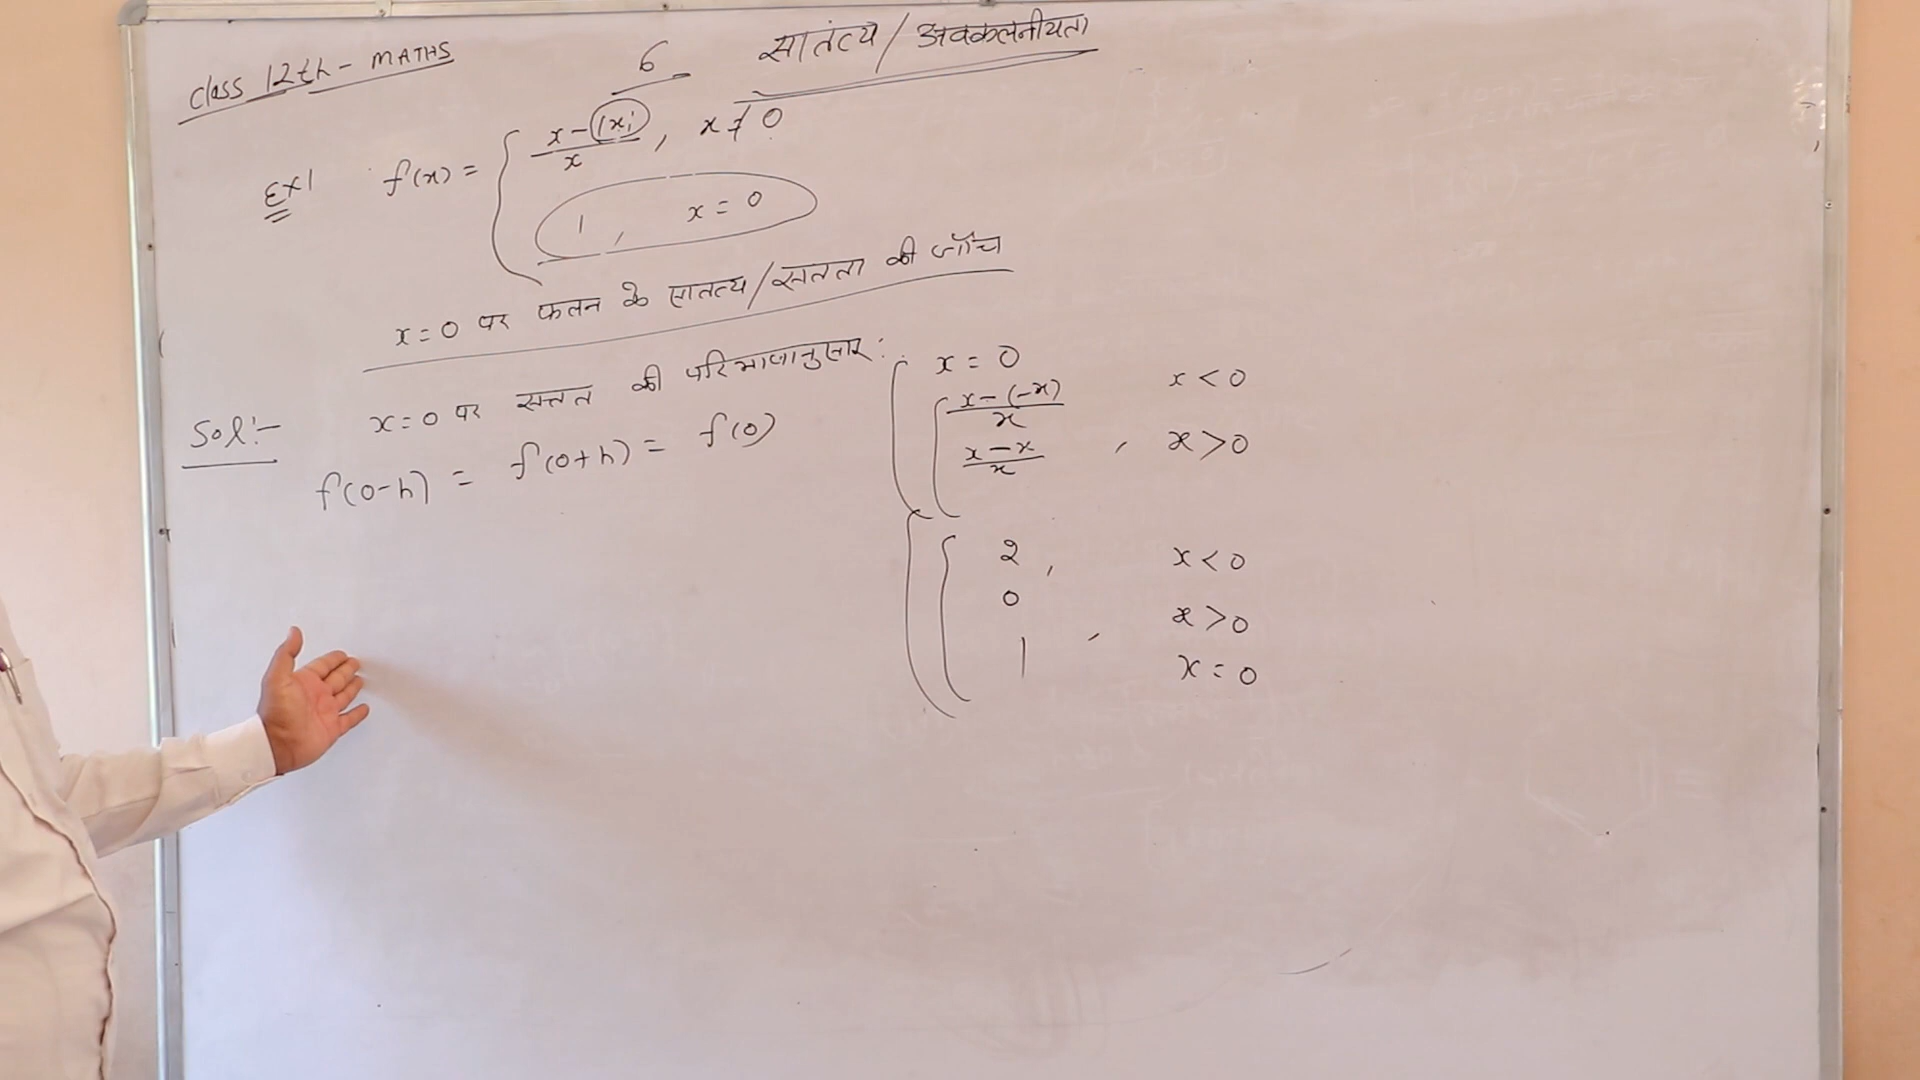 Class 12th - MATHS
6 सातंत्य/अवकलनीयता
Ex1 f(x) = { x-|x| / x , x ≠ 0
1 , x = 0
x=0 पर फलन के सातत्य/सतता की जाँच
Sol:- x=0 पर सत्तत की परिभाषानुसार:
f(0-h) = f(0+h) = f(0)
x = 0
x-(-x) / x x<0
x-x / x , x>0
2 , x<0
0 x>0
1 , x=0